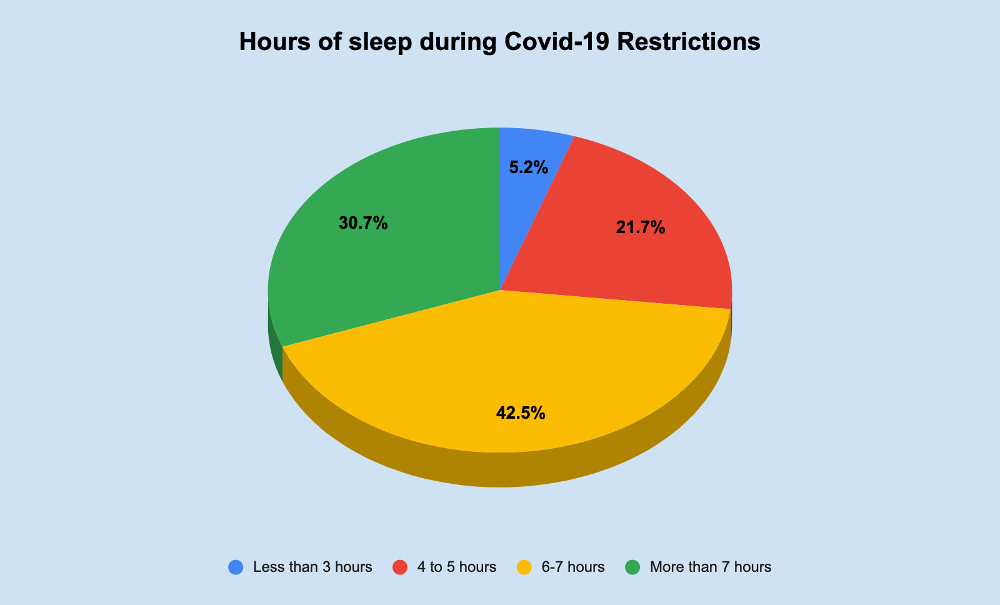 Hours of sleep during Covid-19 Restrictions
5.2%
30.7%
21.7%
42.5%
Less than 3 hours
4 to 5 hours
6-7 hours
More than 7 hours